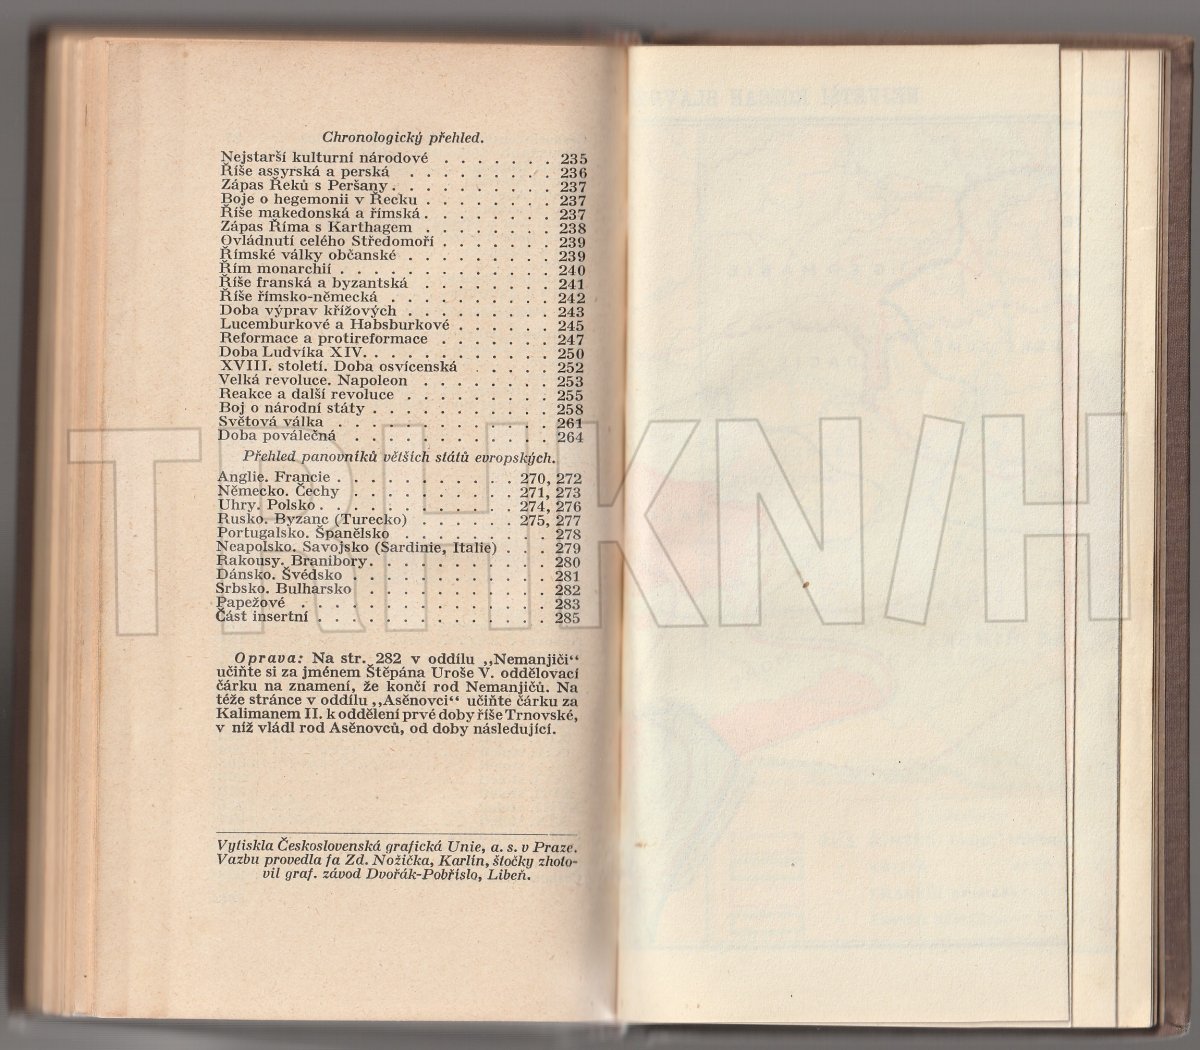 Chronologický přehled.
Nejstarší kulturní národové . . . . . . . 235
Říše assyrská a perská . . . . . . . . . 236
Zápas Řeků s Peršany . . . . . . . . . . 237
Boje o hegemonii v Řecku . . . . . . . . 237
Říše makedonská a římská . . . . . . . . 237
Zápas Říma s Karthagem . . . . . . . . 238
Ovládnutí celého Středomoří . . . . . . . 239
Římské války občanské . . . . . . . . . 239
Řím monarchií . . . . . . . . . . . . . 240
Říše franská a byzantská . . . . . . . . 241
Říše římsko-německá . . . . . . . . . . 242
Doba výprav křížových . . . . . . . . . 243
Lucemburkové a Habsburkové . . . . . . 245
Reformace a protireformace . . . . . . . 247
Doba Ludvíka XIV. . . . . . . . . . . . 250
XVIII. století. Doba osvícenská . . . . . 252
Velká revoluce. Napoleon . . . . . . . . 253
Reakce a další revoluce . . . . . . . . . 255
Boj o národní státy . . . . . . . . . . . 258
Světová válka . . . . . . . . . . . . . 261
Doba poválečná . . . . . . . . . . . . 264
Přehled panovníků větších států evropských.
Anglie. Francie . . . . . . . . . . . 270, 272
Německo. Čechy . . . . . . . . . . 271, 273
Uhry. Polsko . . . . . . . . . . . . 274, 276
Rusko. Byzanc (Turecko) . . . . . . 275, 277
Portugalsko. Španělsko . . . . . . . . . 278
Neapolsko. Savojsko (Sardinie, Italie) . . . 279
Rakousy. Branibory . . . . . . . . . . . 280
Dánsko. Švédsko . . . . . . . . . . . . 281
Srbsko. Bulharsko . . . . . . . . . . . 282
Papežové . . . . . . . . . . . . . . . 283
Část insertní . . . . . . . . . . . . . . 285
Oprava: Na str. 282 v oddílu „Nemanjiči“
učiňte si za jménem Štěpána Uroše V. oddělovací
čárku na znamení, že končí rod Nemanjičů. Na
téže stránce v oddílu „Asěnovci“ učiňte čárku za
Kalimanem II. k oddělení prvé doby říše Trnovské,
v níž vládl rod Asěnovců, od doby následující.
Vytiskla Československá grafická Unie, a. s. v Praze.
Vazbu provedla fa Zd. Nožička, Karlín, štočky zhoto-
vil graf. závod Dvořák-Pobříslo, Libeň.
TRHKN/H